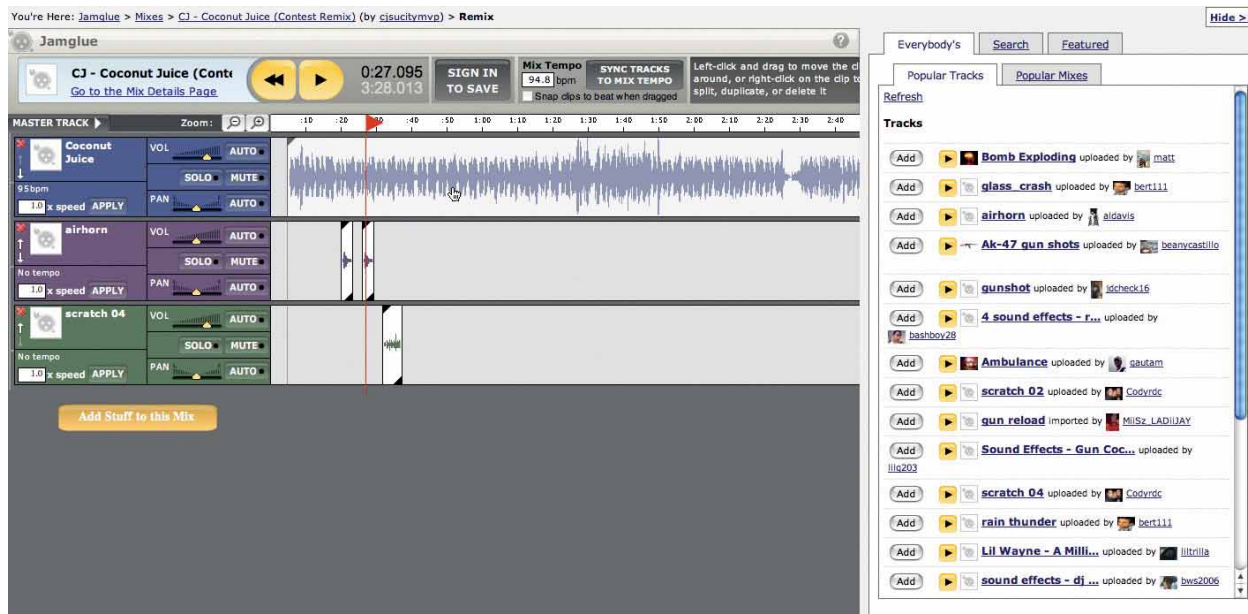 You're Here: Jamglue > Mixes > CJ - Coconut Juice (Contest Remix) (by cjsucitymvp) > Remix
Hide >
Jamglue
?
CJ - Coconut Juice (Conte
Go to the Mix Details Page
0:27.095
3:28.013
SIGN IN
TO SAVE
Mix Tempo
94.8 bpm
SYNC TRACKS
TO MIX TEMPO
Snap clips to beat when dragged
Left-click and drag to move the cl
around, or right-click on the clip to
split, duplicate, or delete it
MASTER TRACK
Zoom:
:10 :20 :40 :50 1:00 1:10 1:20 1:30 1:40 1:50 2:00 2:10 2:20 2:30 2:40
Coconut
Juice
VOL AUTO
SOLO MUTE
95bpm
1.0 x speed APPLY
PAN AUTO
airhorn
VOL AUTO
SOLO MUTE
No tempo
1.0 x speed APPLY
PAN AUTO
scratch 04
VOL AUTO
SOLO MUTE
No tempo
1.0 x speed APPLY
PAN AUTO
Add Stuff to this Mix
Everybody's Search Featured
Popular Tracks Popular Mixes
Refresh
Tracks
Add Bomb Exploding uploaded by matt
Add glass_crash uploaded by bert111
Add airhorn uploaded by aldavis
Add Ak-47 gun shots uploaded by beanycastillo
Add gunshot uploaded by jdcheck16
Add 4 sound effects - r... uploaded by
bashboy28
Add Ambulance uploaded by gautam
Add scratch 02 uploaded by Codyrdc
Add gun reload imported by MiiSz_LADiiJAY
Add Sound Effects - Gun Coc... uploaded by
lilg203
Add scratch 04 uploaded by Codyrdc
Add rain thunder uploaded by bert111
Add Lil Wayne - A Milli... uploaded by liltrilla
Add sound effects - dj ... uploaded by bws2006